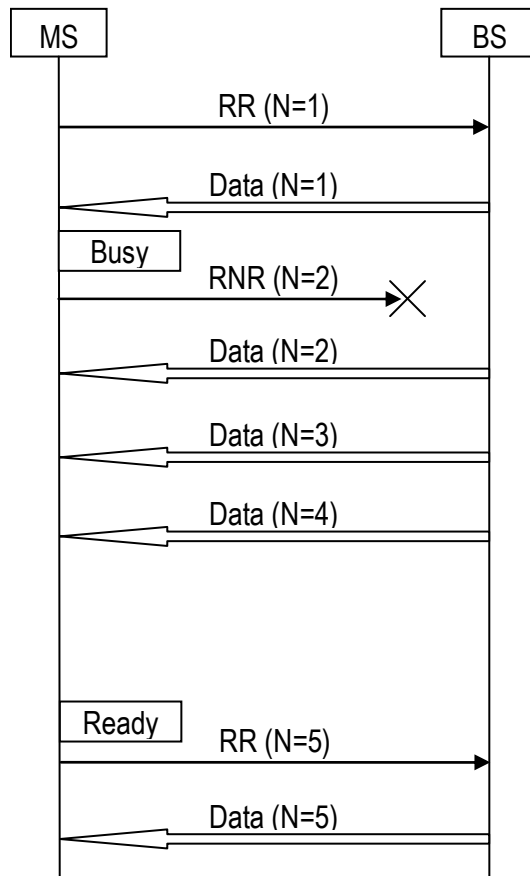 MS
BS
RR (N=1)
Data (N=1)
Busy
RNR (N=2)
Data (N=2)
Data (N=3)
Data (N=4)
Ready
RR (N=5)
Data (N=5)